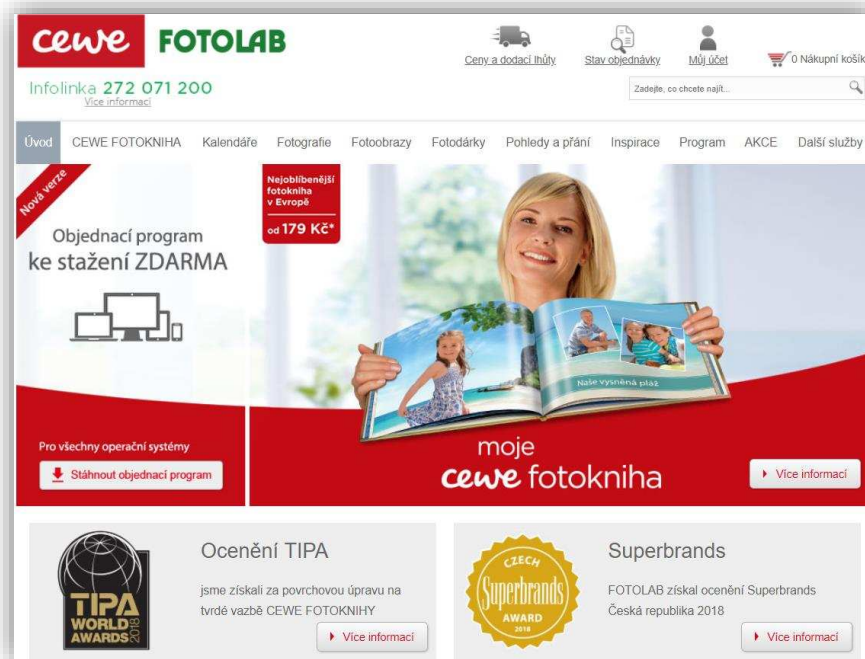 cewe FOTOLAB
Ceny a dodací lhůty
Stav objednávky
Můj účet
0 Nákupní košík
Infolinka 272 071 200
Více informací
Zadejte, co chcete najít...
Úvod CEWE FOTOKNIHA Kalendáře Fotografie Fotoobrazy Fotodárky Pohledy a přání Inspirace Program AKCE Další služby
Nová verze
Objednací program
ke stažení ZDARMA
Pro všechny operační systémy
Stáhnout objednací program
Nejoblíbenější
fotokniha
v Evropě
od 179 Kč*
Naše vysněná pláž
moje
cewe fotokniha
Více informací
TIPA
WORLD
AWARDS 2018
Ocenění TIPA
jsme získali za povrchovou úpravu na
tvrdé vazbě CEWE FOTOKNIHY
Více informací
CZECH
Superbrands
AWARD
2018
Superbrands
FOTOLAB získal ocenění Superbrands
Česká republika 2018
Více informací